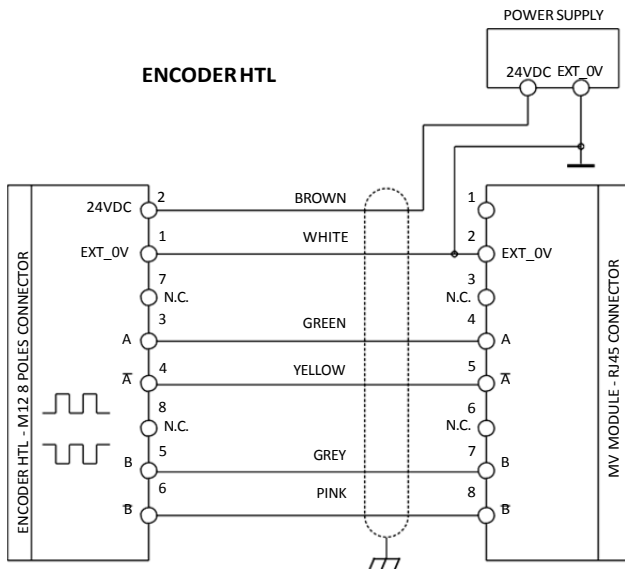 POWER SUPPLY
24VDC EXT_0V
ENCODER HTL
ENCODER HTL - M12 8 POLES CONNECTOR
24VDC 2 BROWN 1
EXT_0V 1 WHITE 2 EXT_0V
7 N.C. 3 N.C.
A 3 GREEN 4 A
A̅ 4 YELLOW 5 A̅
8 N.C. 6 N.C.
B 5 GREY 7 B
B̅ 6 PINK 8 B̅
MV MODULE - RJ45 CONNECTOR